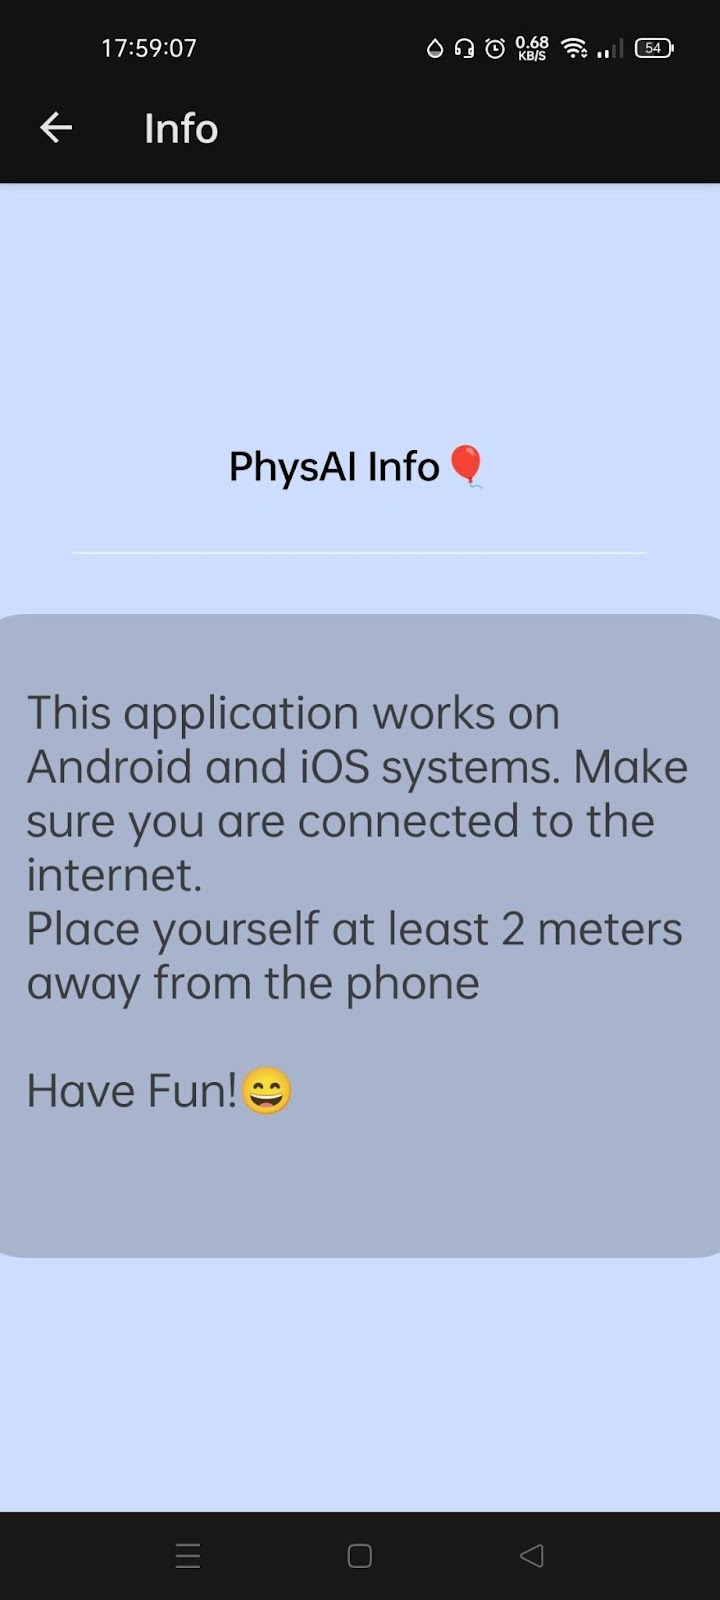 17:59:07
0.68
KB/S
54
Info
PhysAI Info🎈
This application works on
Android and iOS systems. Make
sure you are connected to the
internet.
Place yourself at least 2 meters
away from the phone
Have Fun!😄